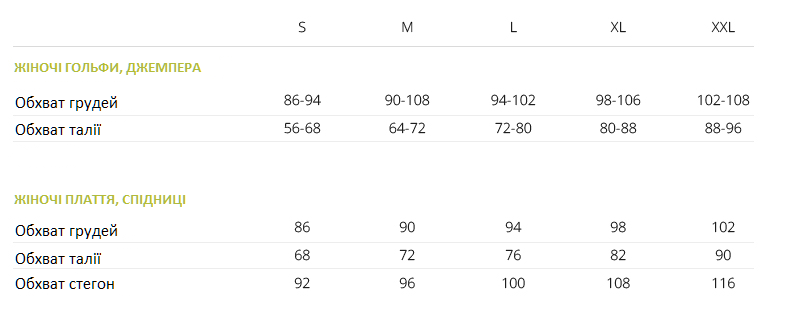 S M L XL XXL
ЖІНОЧІ ГОЛЬФИ, ДЖЕМПЕРА
Обхват грудей 86-94 90-108 94-102 98-106 102-108
Обхват талії 56-68 64-72 72-80 80-88 88-96
ЖІНОЧІ ПЛАТТЯ, СПІДНИЦІ
Обхват грудей 86 90 94 98 102
Обхват талії 68 72 76 82 90
Обхват стегон 92 96 100 108 116